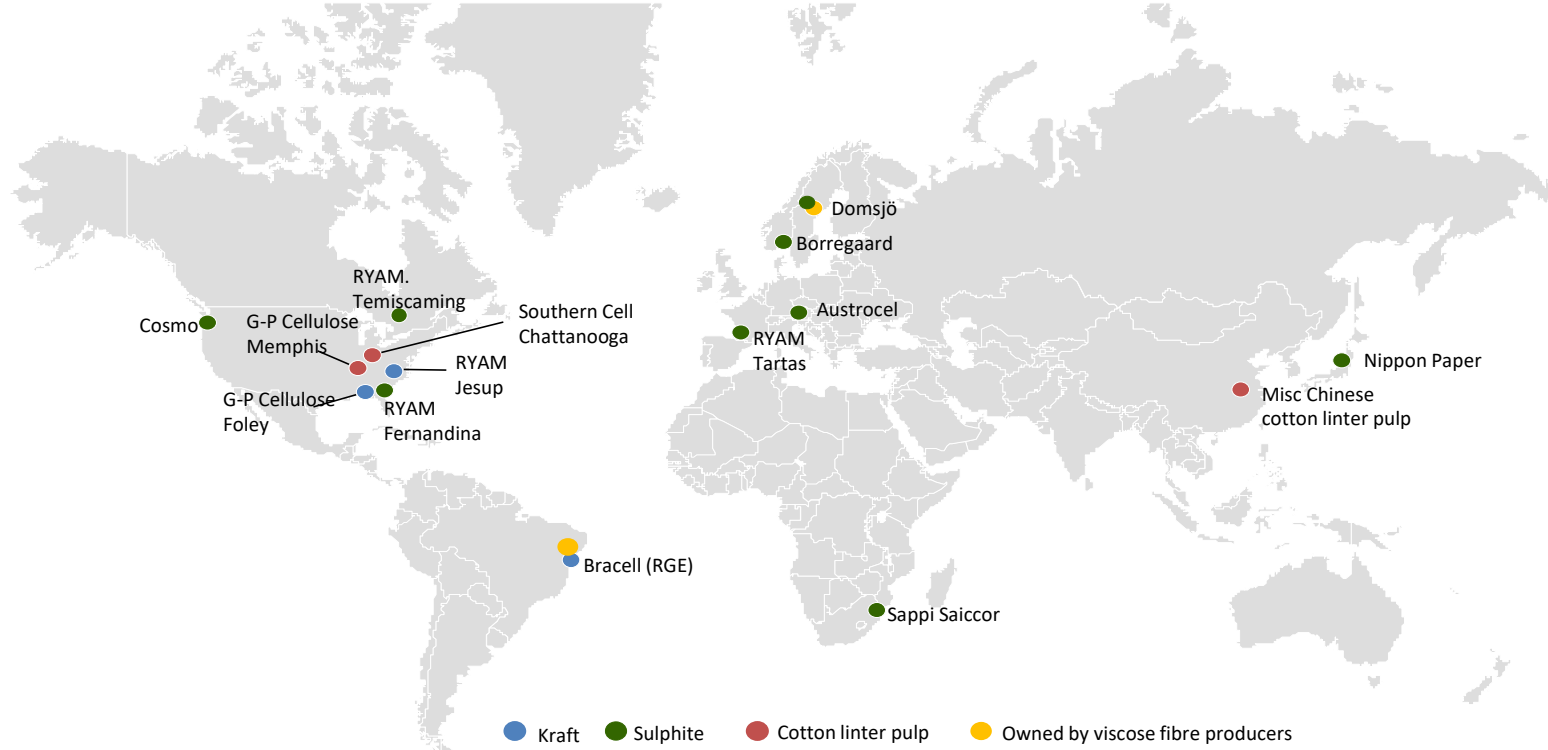 Domsjö
Borregaard
RYAM.
Temiscaming
Southern Cell
Chattanooga
Austrocel
Cosmo
G-P Cellulose
Memphis
RYAM
Tartas
RYAM
Jesup
Nippon Paper
Misc Chinese
cotton linter pulp
G-P Cellulose
Foley
RYAM
Fernandina
Bracell (RGE)
Sappi Saiccor
Kraft
Sulphite
Cotton linter pulp
Owned by viscose fibre producers